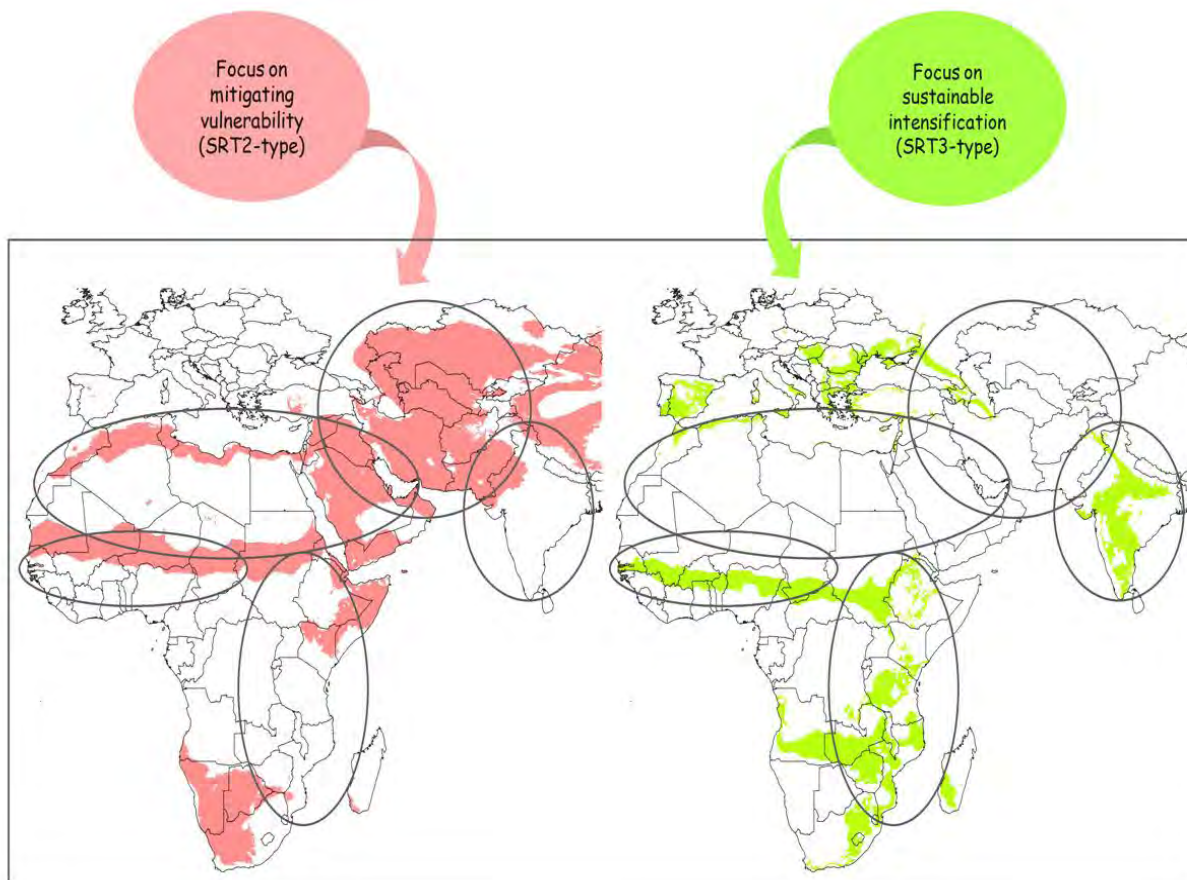 Focus on
mitigating
vulnerability
(SRT2-type)
Focus on
sustainable
intensification
(SRT3-type)